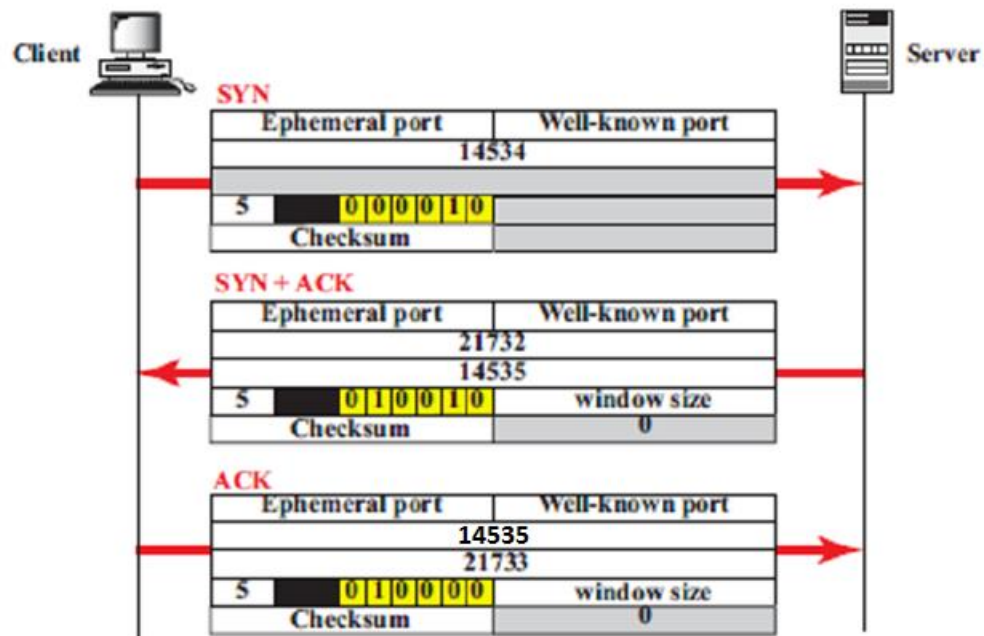 Client
Server
SYN
Ephemeral port Well-known port
14534
5 0 0 0 0 1 0
Checksum
SYN + ACK
Ephemeral port Well-known port
21732
14535
5 0 1 0 0 1 0 window size
Checksum 0
ACK
Ephemeral port Well-known port
14535
21733
5 0 1 0 0 0 0 window size
Checksum 0